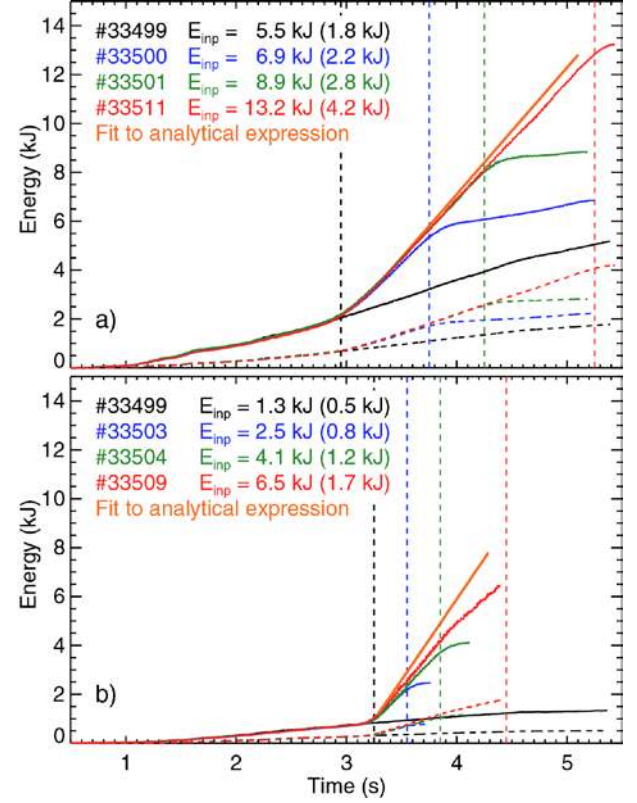 14
12
10
8
6
4
2
0
Energy (kJ)
#33499 E_inp = 5.5 kJ (1.8 kJ)
#33500 E_inp = 6.9 kJ (2.2 kJ)
#33501 E_inp = 8.9 kJ (2.8 kJ)
#33511 E_inp = 13.2 kJ (4.2 kJ)
Fit to analytical expression
a)
14
12
10
8
6
4
2
0
Energy (kJ)
#33499 E_inp = 1.3 kJ (0.5 kJ)
#33503 E_inp = 2.5 kJ (0.8 kJ)
#33504 E_inp = 4.1 kJ (1.2 kJ)
#33509 E_inp = 6.5 kJ (1.7 kJ)
Fit to analytical expression
b)
1 2 3 4 5
Time (s)